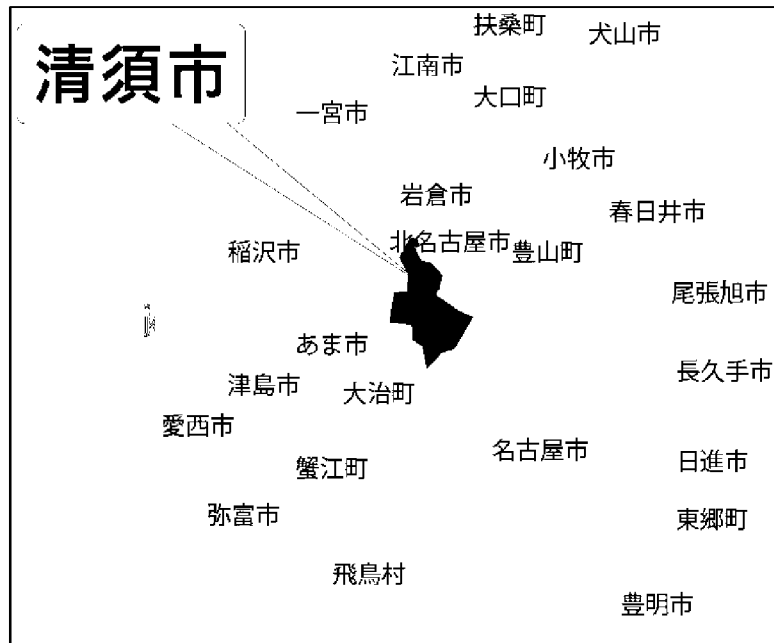 清須市
扶桑町
犬山市
江南市
大口町
一宮市
小牧市
岩倉市
春日井市
北名古屋市
豊山町
稲沢市
尾張旭市
あま市
長久手市
津島市
大治町
愛西市
名古屋市
日進市
蟹江町
弥富市
東郷町
飛島村
豊明市